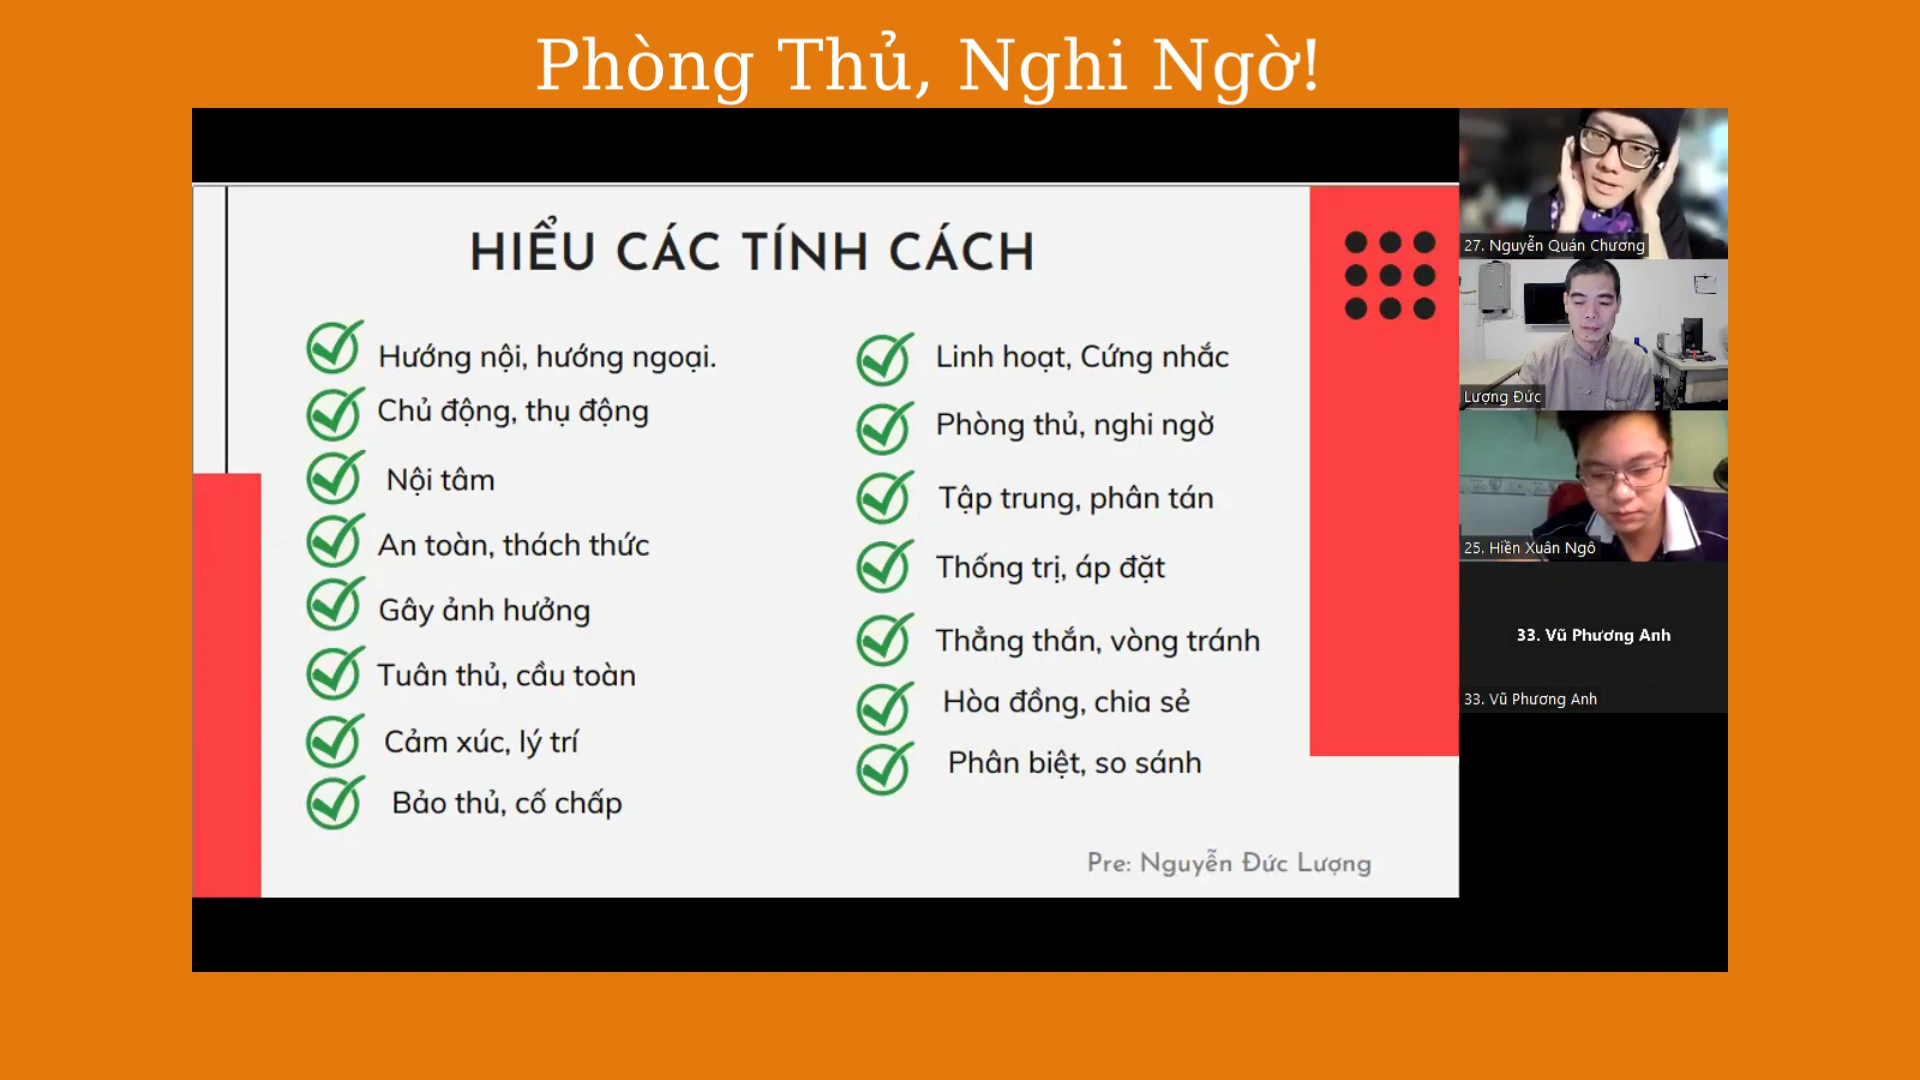 Phòng Thủ, Nghi Ngờ!
HIỂU CÁC TÍNH CÁCH
Hướng nội, hướng ngoại.
Chủ động, thụ động
Nội tâm
An toàn, thách thức
Gây ảnh hưởng
Tuân thủ, cầu toàn
Cảm xúc, lý trí
Bảo thủ, cố chấp
Linh hoạt, Cứng nhắc
Phòng thủ, nghi ngờ
Tập trung, phân tán
Thống trị, áp đặt
Thẳng thắn, vòng tránh
Hòa đồng, chia sẻ
Phân biệt, so sánh
Pre: Nguyễn Đức Lượng
27. Nguyễn Quán Chương
Lượng Đức
25. Hiền Xuân Ngô
33. Vũ Phương Anh
33. Vũ Phương Anh